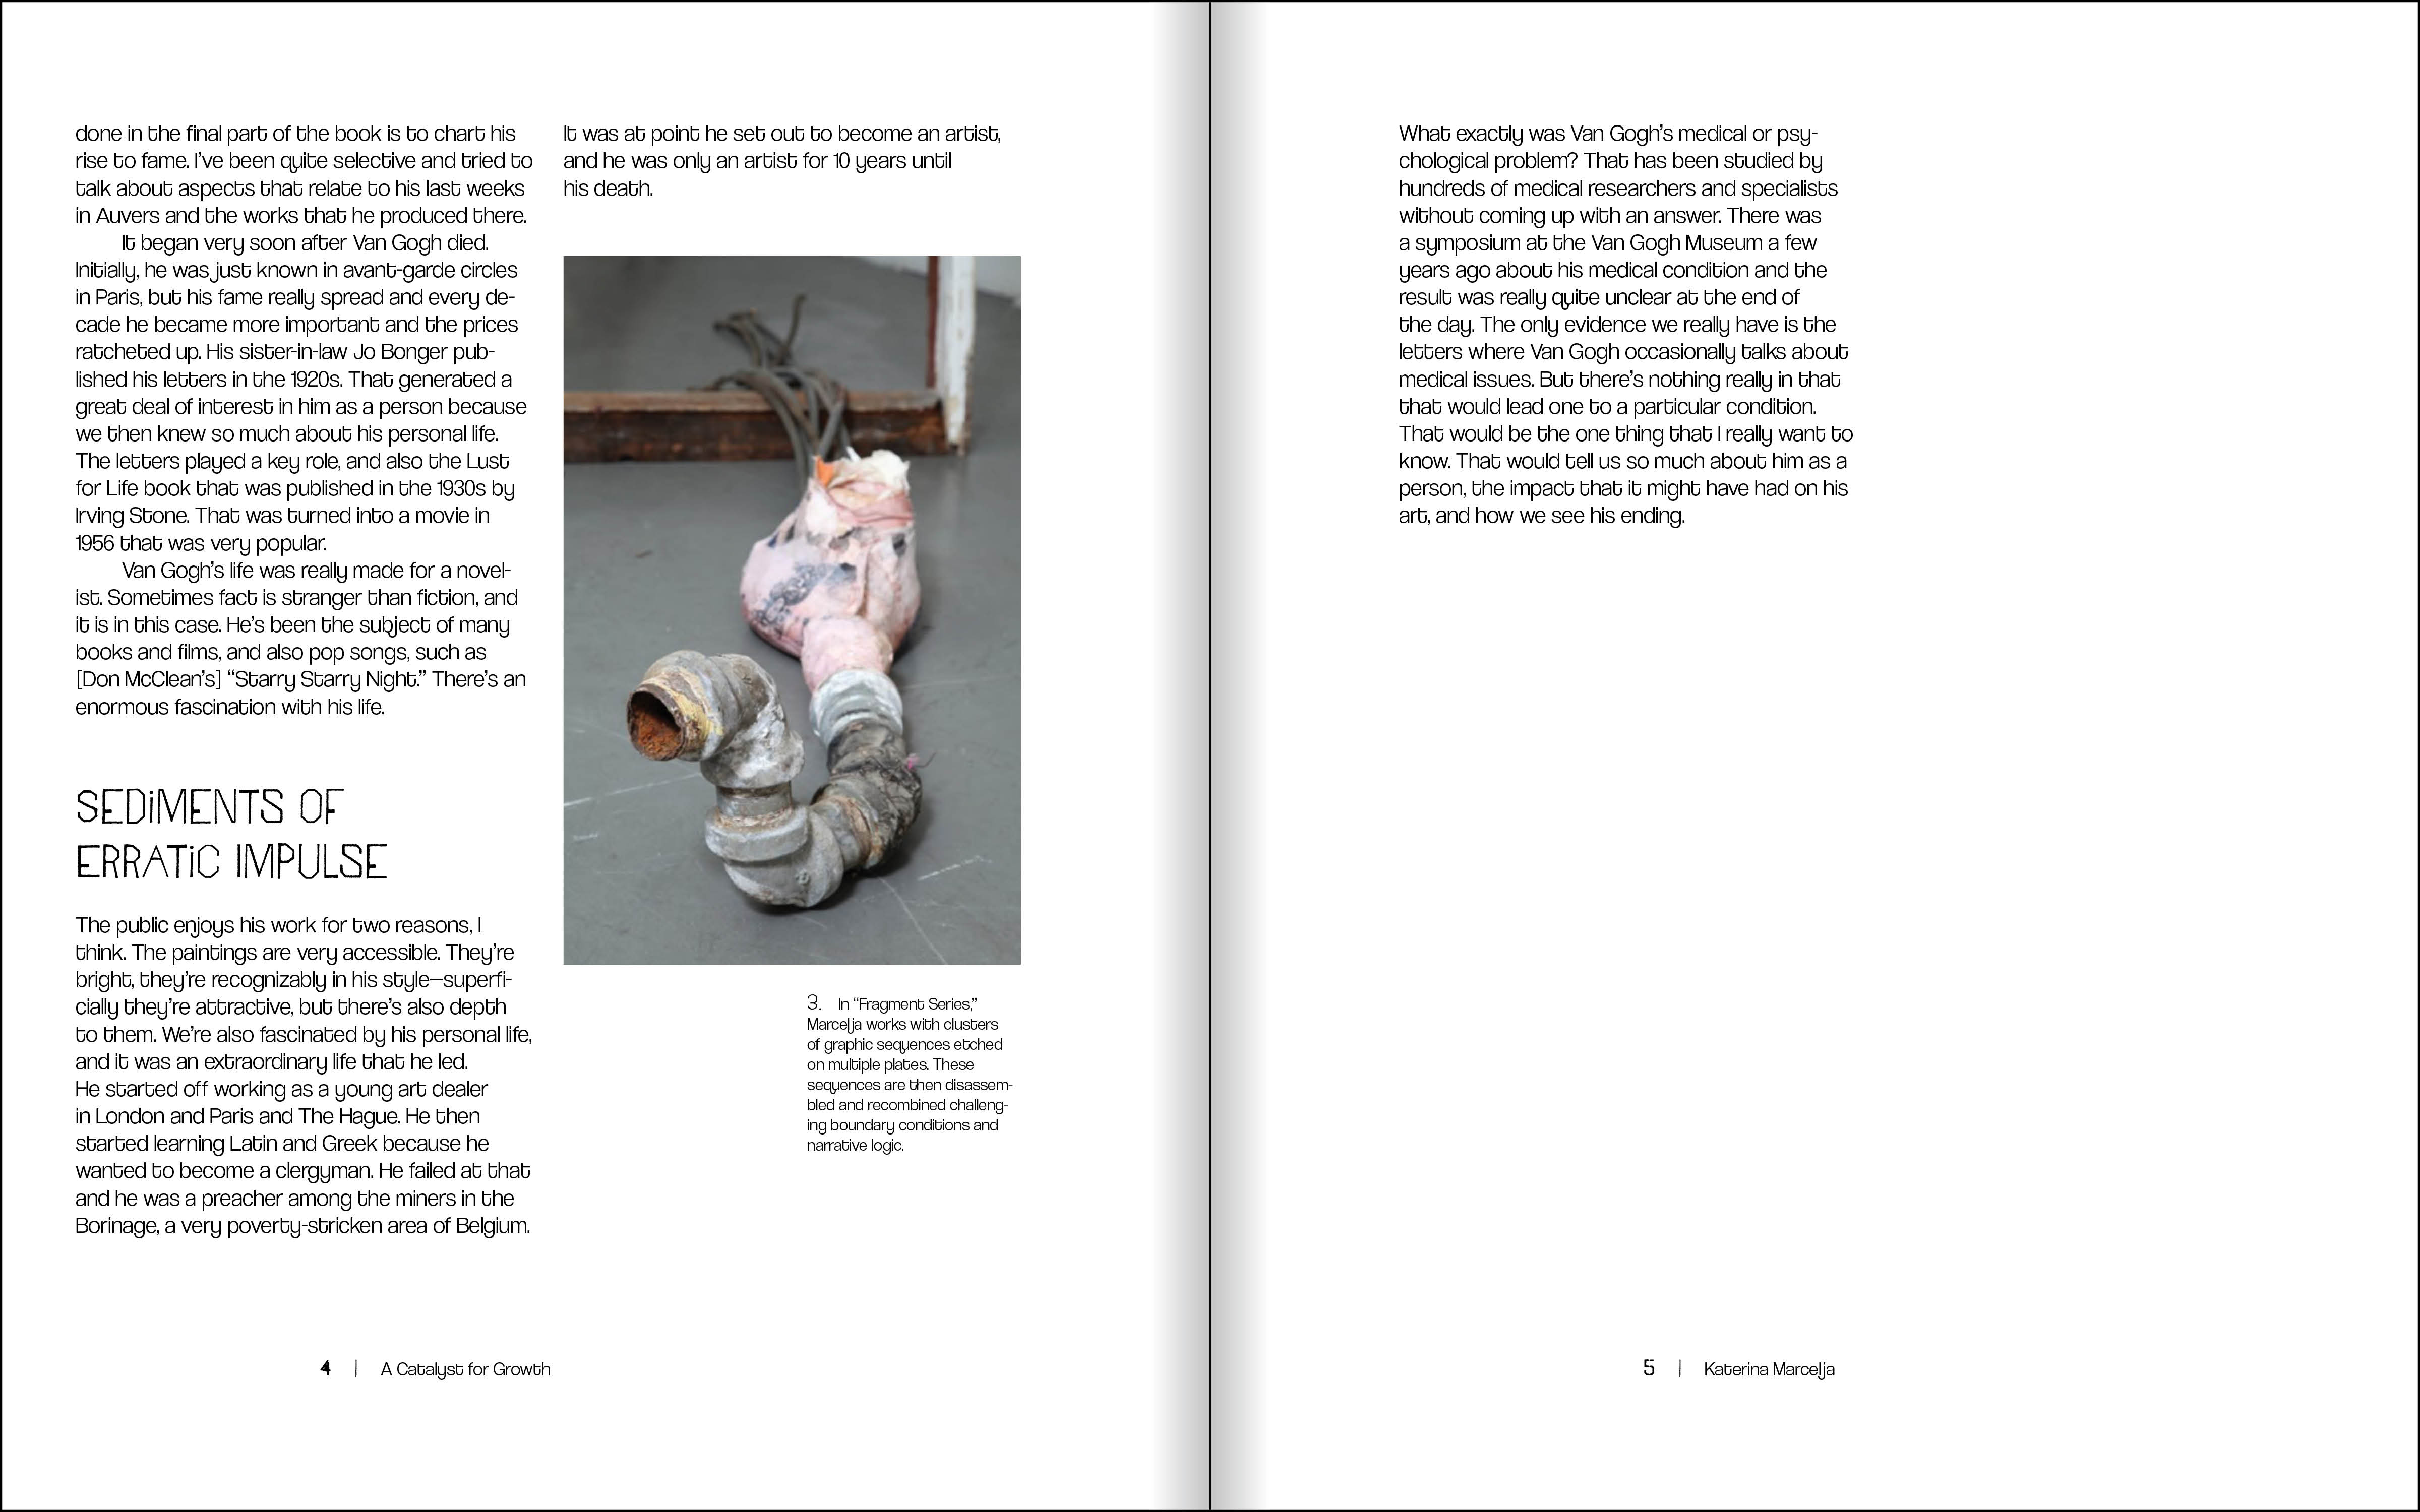 done in the final part of the book is to chart his
rise to fame. I've been quite selective and tried to
talk about aspects that relate to his last weeks
in Auvers and the works that he produced there.
It began very soon after Van Gogh died.
Initially, he was just known in avant-garde circles
in Paris, but his fame really spread and every de-
cade he became more important and the prices
ratcheted up. His sister-in-law Jo Bonger pub-
lished his letters in the 1920s. That generated a
great deal of interest in him as a person because
we then knew so much about his personal life.
The letters played a key role, and also the Lust
for Life book that was published in the 1930s by
Irving Stone. That was turned into a movie in
1956 that was very popular.
Van Gogh's life was really made for a novel-
ist. Sometimes fact is stranger than fiction, and
it is in this case. He's been the subject of many
books and films, and also pop songs, such as
[Don McClean's] “Starry Starry Night.” There's an
enormous fascination with his life.
SEDiMENTS OF
ERRATiC IMPULSE
The public enjoys his work for two reasons, I
think. The paintings are very accessible. They're
bright, they're recognizably in his style—superfi-
cially they're attractive, but there's also depth
to them. We're also fascinated by his personal life,
and it was an extraordinary life that he led.
He started off working as a young art dealer
in London and Paris and The Hague. He then
started learning Latin and Greek because he
wanted to become a clergyman. He failed at that
and he was a preacher among the miners in the
Borinage, a very poverty-stricken area of Belgium.
It was at point he set out to become an artist,
and he was only an artist for 10 years until
his death.
3. In “Fragment Series,”
Marcelja works with clusters
of graphic sequences etched
on multiple plates. These
sequences are then disassem-
bled and recombined challeng-
ing boundary conditions and
narrative logic.
4 | A Catalyst for Growth
What exactly was Van Gogh's medical or psy-
chological problem? That has been studied by
hundreds of medical researchers and specialists
without coming up with an answer. There was
a symposium at the Van Gogh Museum a few
years ago about his medical condition and the
result was really quite unclear at the end of
the day. The only evidence we really have is the
letters where Van Gogh occasionally talks about
medical issues. But there's nothing really in that
that would lead one to a particular condition.
That would be the one thing that I really want to
know. That would tell us so much about him as a
person, the impact that it might have had on his
art, and how we see his ending.
5 | Katerina Marcelja